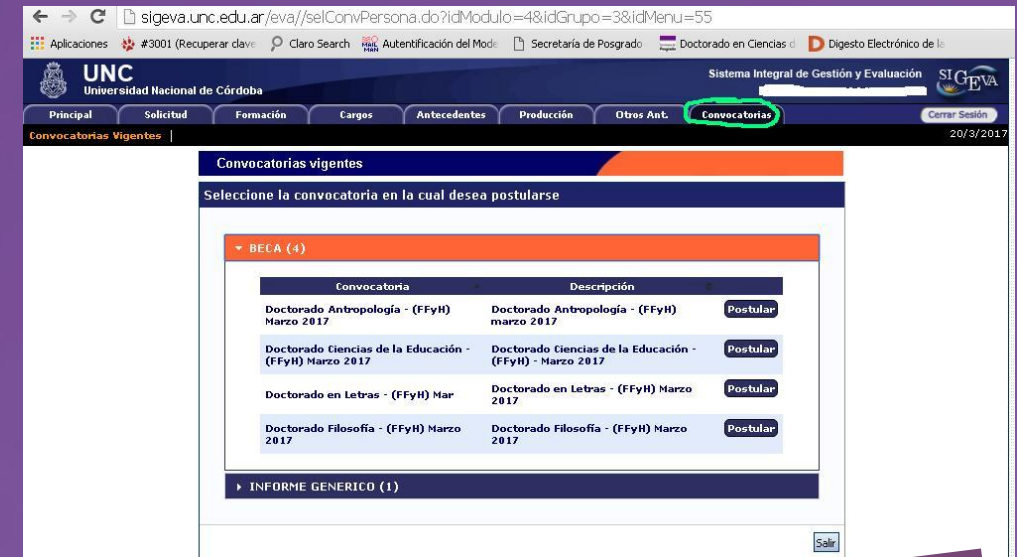 sigeva.unc.edu.ar/eva//selConvPersona.do?idModulo=4&idGrupo=3&idMenu=55
Aplicaciones #3001 (Recuperar clave Claro Search Autentificación del Mode Secretaría de Posgrado Doctorado en Ciencias d Digesto Electrónico de la
UNC
Universidad Nacional de Córdoba
Sistema Integral de Gestión y Evaluación
SIGEVA
Principal Solicitud Formación Cargos Antecedentes Producción Otros Ant. Convocatorias Cerrar Sesión
Convocatorias Vigentes | 20/3/2017
Convocatorias vigentes
Seleccione la convocatoria en la cual desea postularse
BECA (4)
Convocatoria Descripción
Doctorado Antropología - (FFyH) Doctorado Antropología - (FFyH) Postular
Marzo 2017 marzo 2017
Doctorado Ciencias de la Educación - Doctorado Ciencias de la Educación - Postular
(FFyH) Marzo 2017 (FFyH) - Marzo 2017
Doctorado en Letras - (FFyH) Mar Doctorado en Letras - (FFyH) Marzo Postular
2017
Doctorado Filosofía - (FFyH) Marzo Doctorado Filosofía - (FFyH) Marzo Postular
2017 2017
INFORME GENERICO (1)
Salir